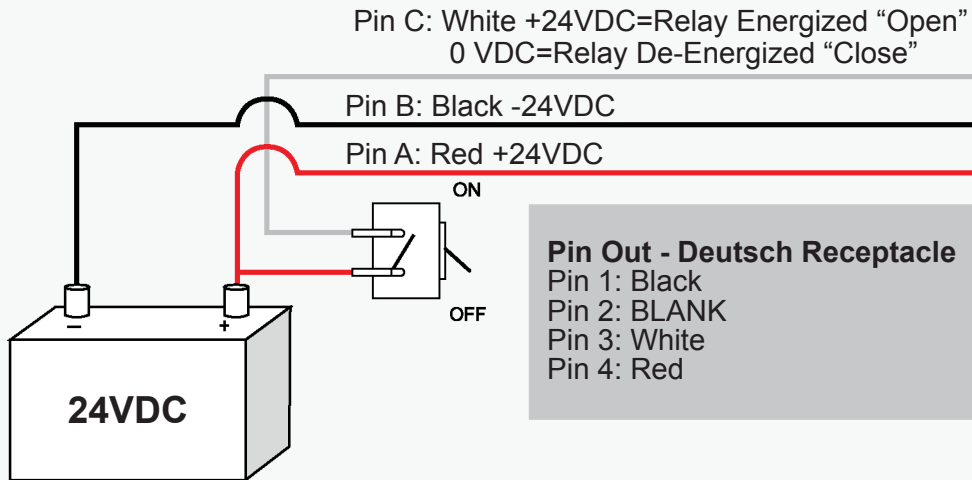 Pin C: White +24VDC=Relay Energized “Open”
0 VDC=Relay De-Energized “Close”
Pin B: Black -24VDC
Pin A: Red +24VDC
ON
OFF
Pin Out - Deutsch Receptacle
Pin 1: Black
Pin 2: BLANK
Pin 3: White
Pin 4: Red
–
+
24VDC